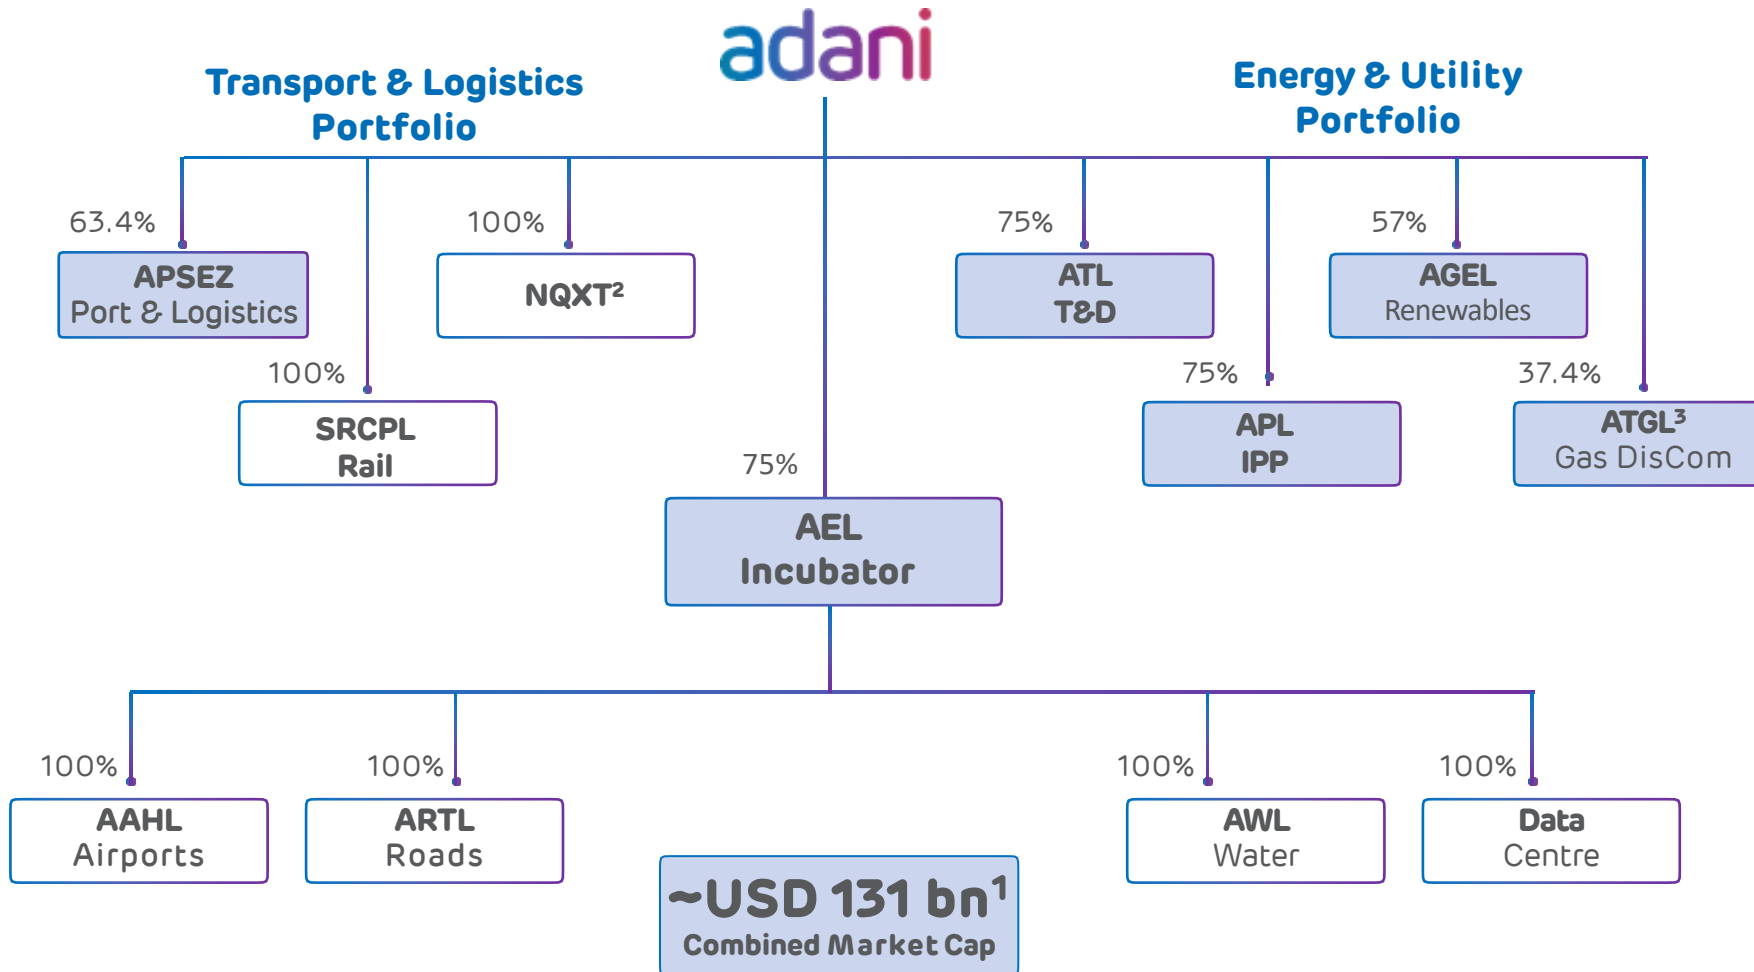 adani
Transport & Logistics
Portfolio
Energy & Utility
Portfolio
63.4%
APSEZ
Port & Logistics
100%
SRCPL
Rail
100%
NQXT²
75%
ATL
T&D
75%
APL
IPP
57%
AGEL
Renewables
37.4%
ATGL³
Gas DisCom
75%
AEL
Incubator
100%
AAHL
Airports
100%
ARTL
Roads
100%
AWL
Water
100%
Data
Centre
~USD 131 bn¹
Combined Market Cap